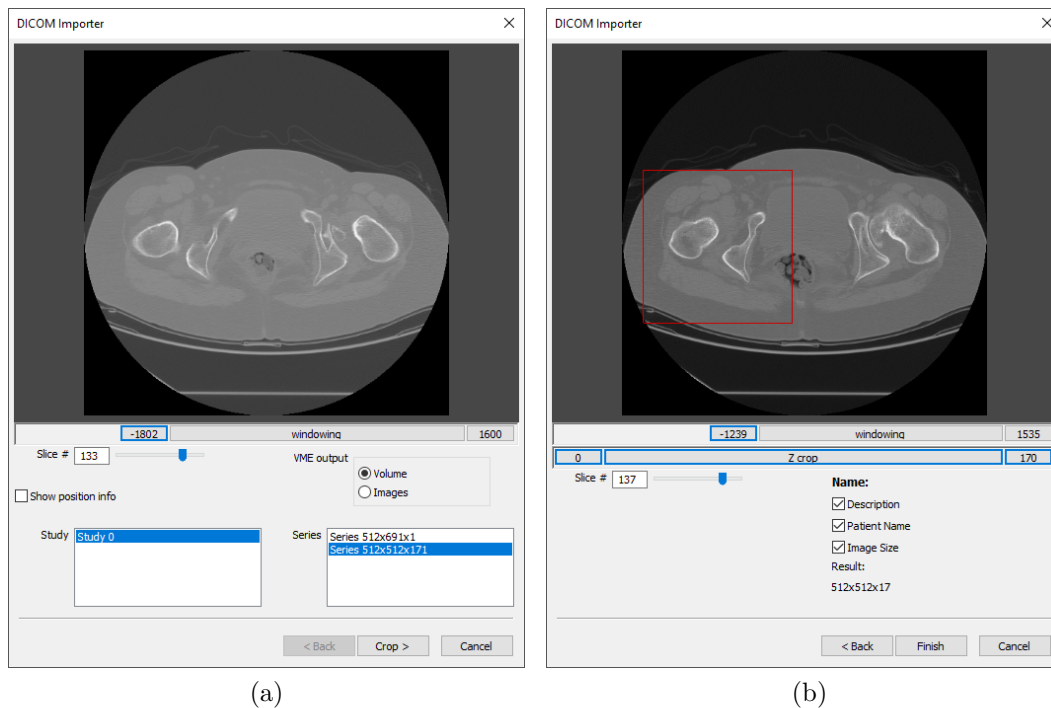 DICOM Importer
-1802 windowing 1600
Slice # 133
VME output
Volume
Images
Show position info
Study Study 0
Series Series 512x691x1
Series 512x512x171
< Back Crop > Cancel
(a)
DICOM Importer
-1239 windowing 1535
0 Z crop 170
Slice # 137
Name:
Description
Patient Name
Image Size
Result:
512x512x17
< Back Finish Cancel
(b)